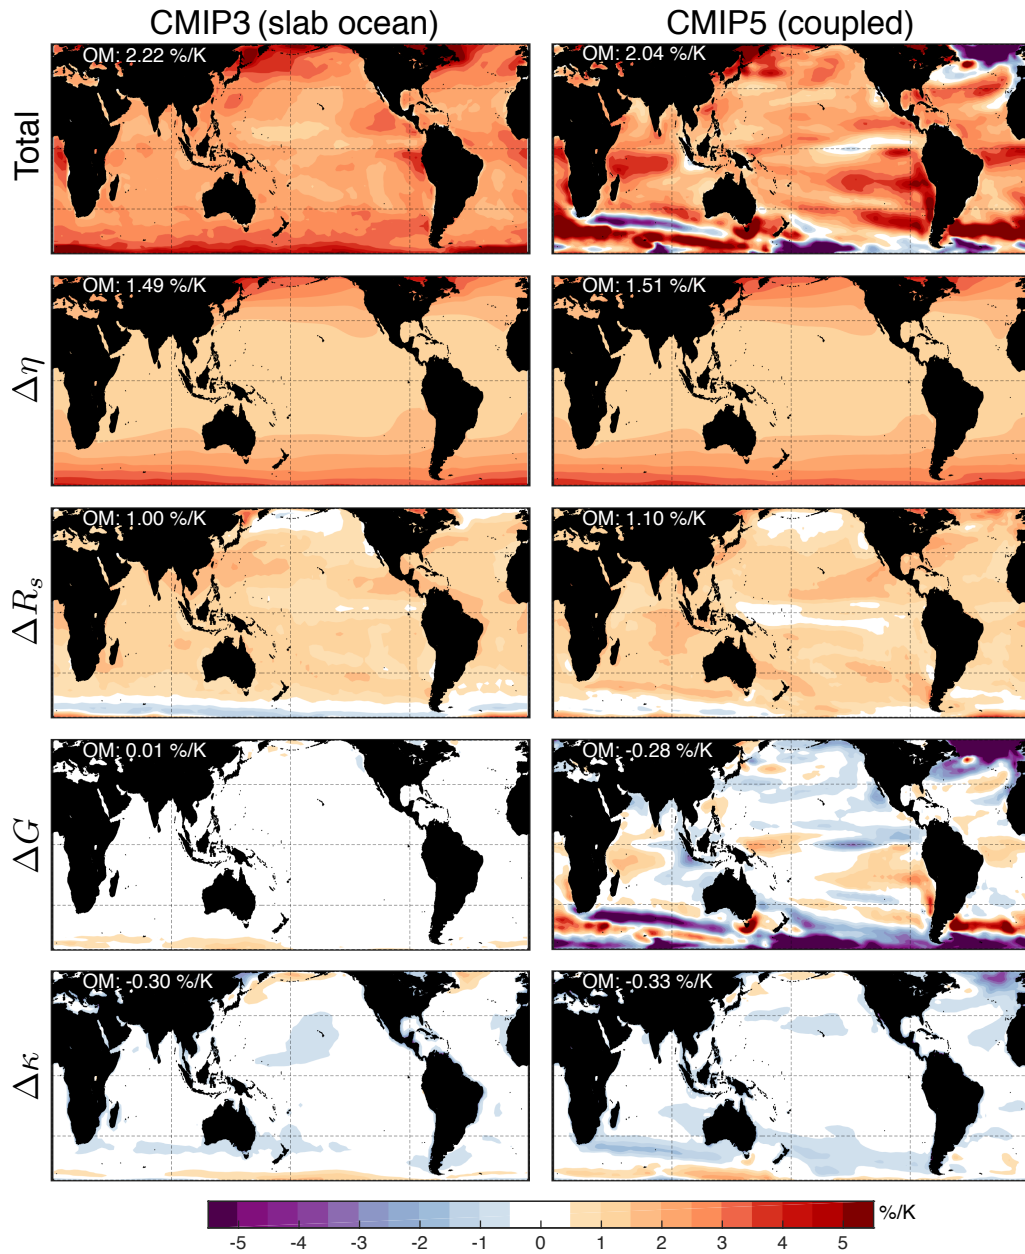 CMIP3 (slab ocean) CMIP5 (coupled)
Total
OM: 2.22 %/K OM: 2.04 %/K
Δη
OM: 1.49 %/K OM: 1.51 %/K
ΔR_s
OM: 1.00 %/K OM: 1.10 %/K
ΔG
OM: 0.01 %/K OM: -0.28 %/K
Δκ
OM: -0.30 %/K OM: -0.33 %/K
%/K
-5 -4 -3 -2 -1 0 1 2 3 4 5